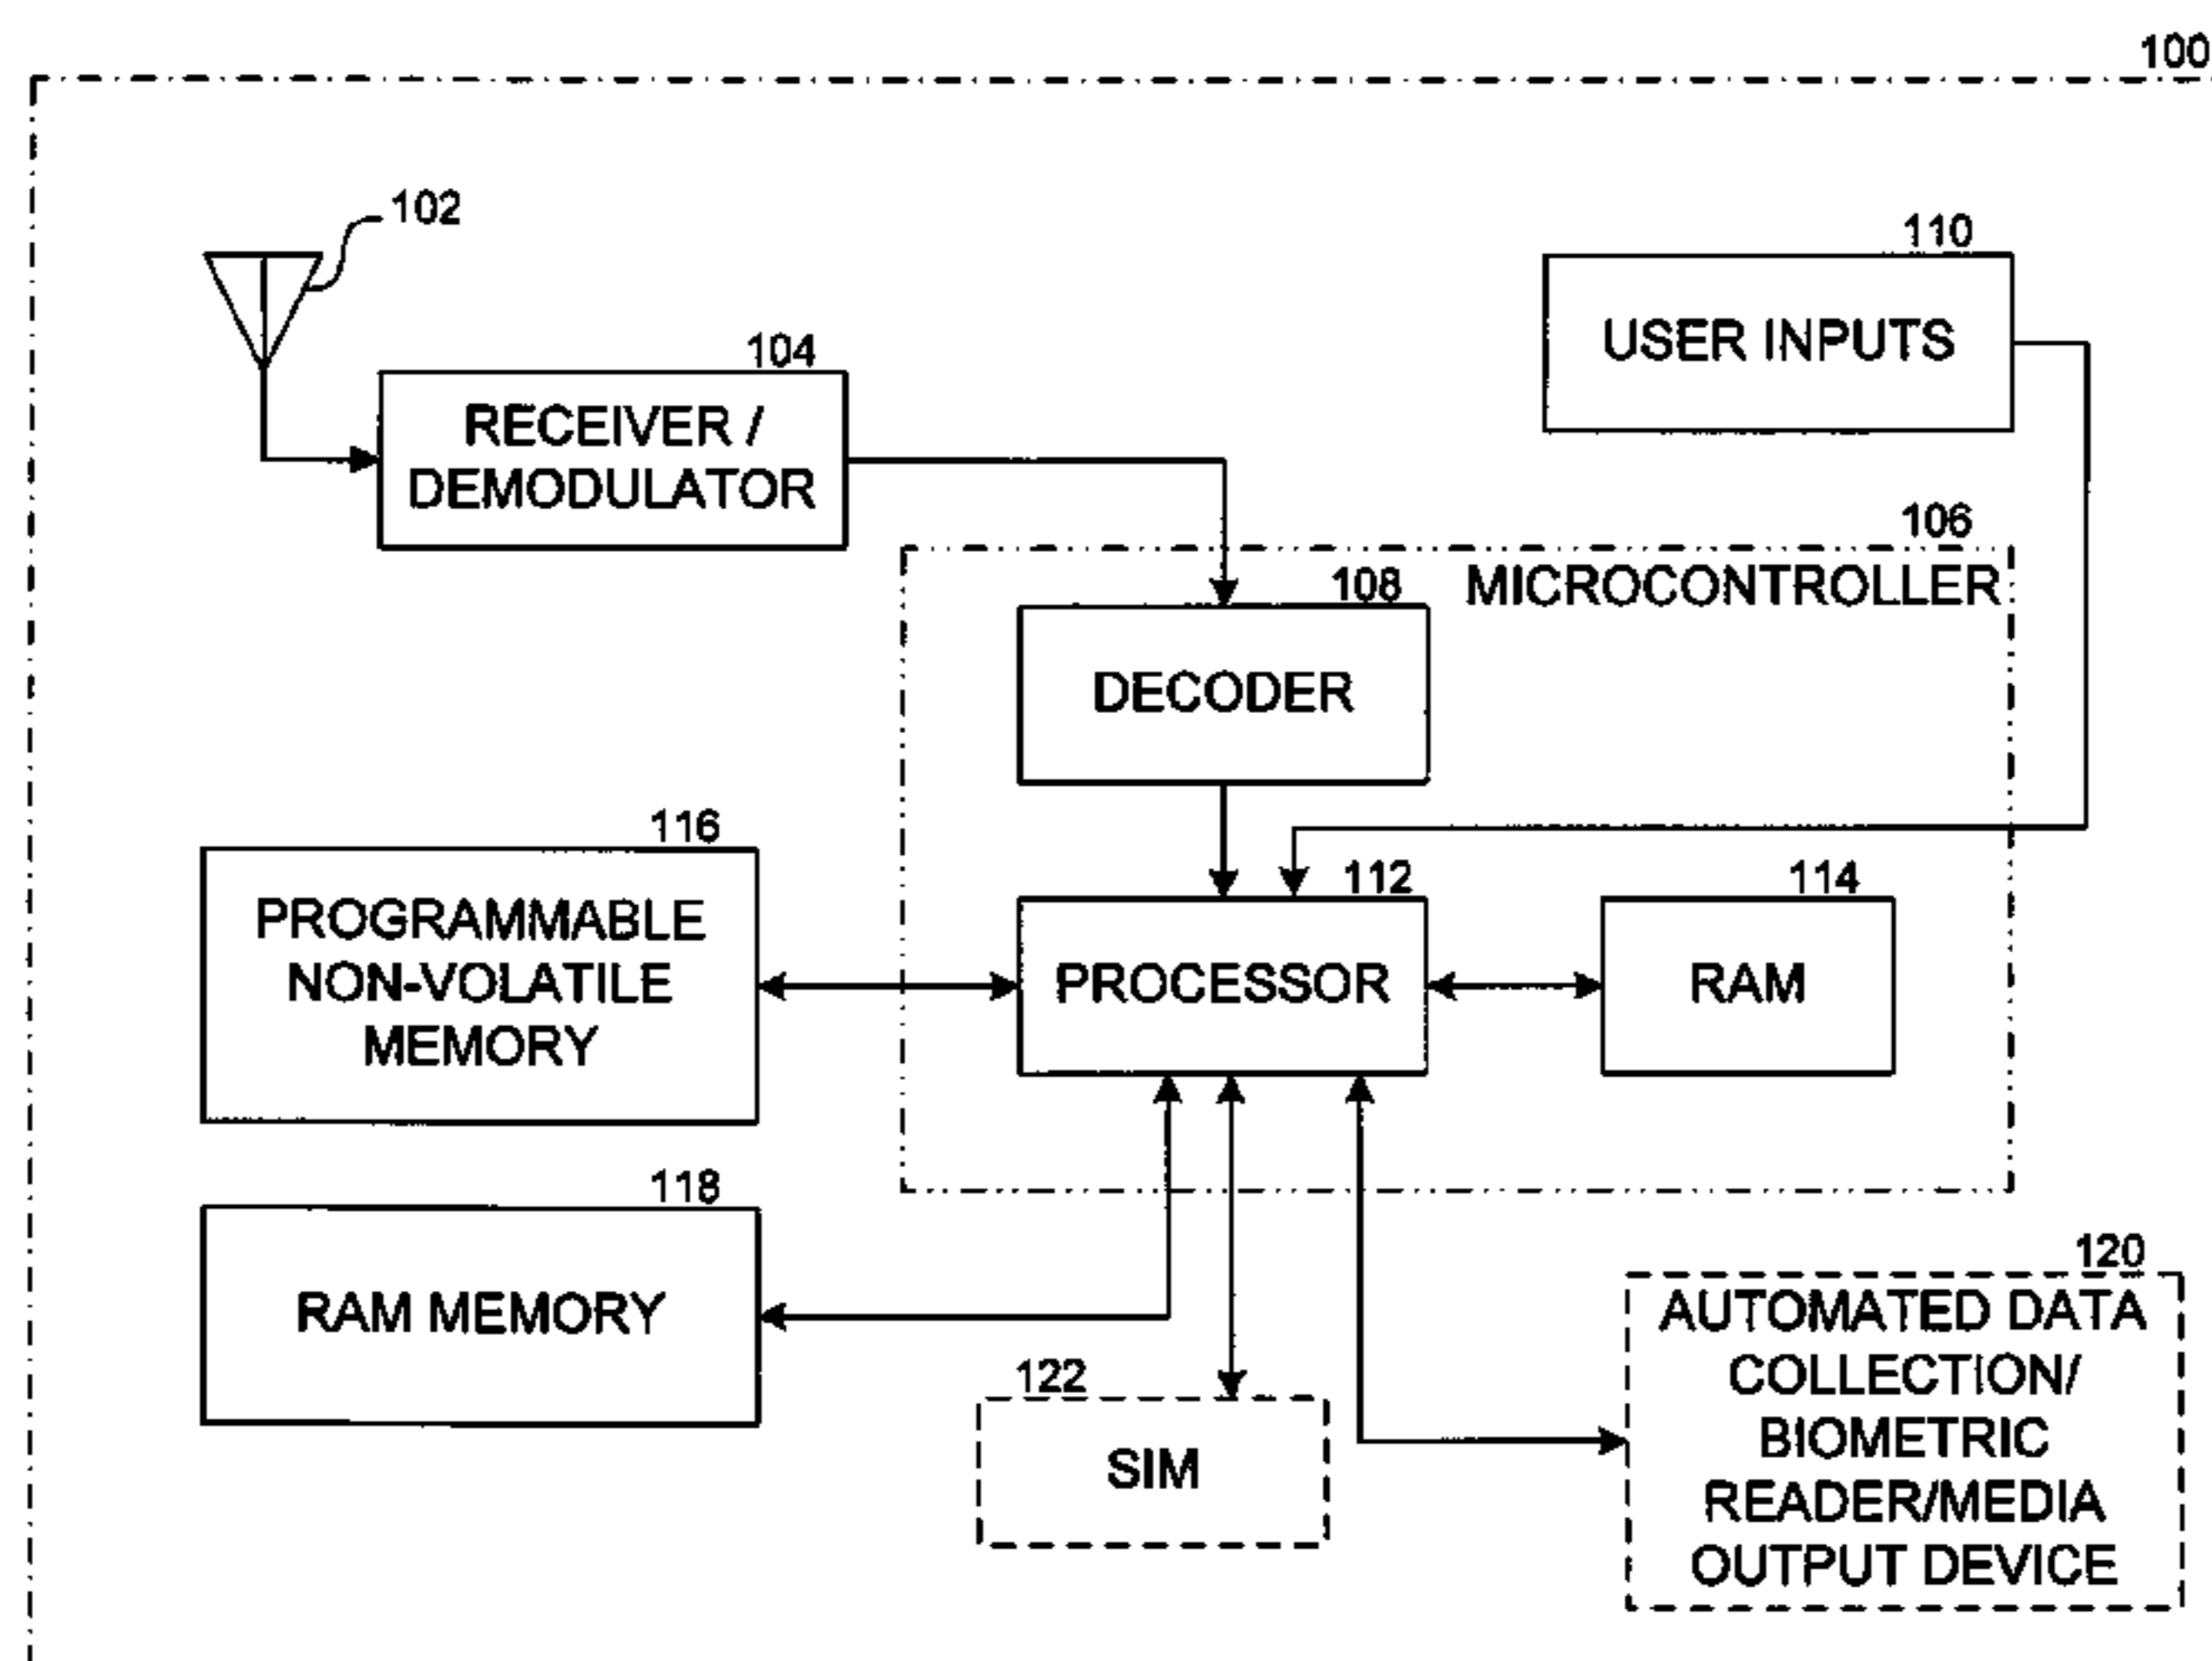 100
102
110
USER INPUTS
104
RECEIVER /
DEMODULATOR
106
MICROCONTROLLER
108
DECODER
116
PROGRAMMABLE
NON-VOLATILE
MEMORY
112
PROCESSOR
114
RAM
118
RAM MEMORY
122
SIM
120
AUTOMATED DATA
COLLECTION/
BIOMETRIC
READER/MEDIA
OUTPUT DEVICE